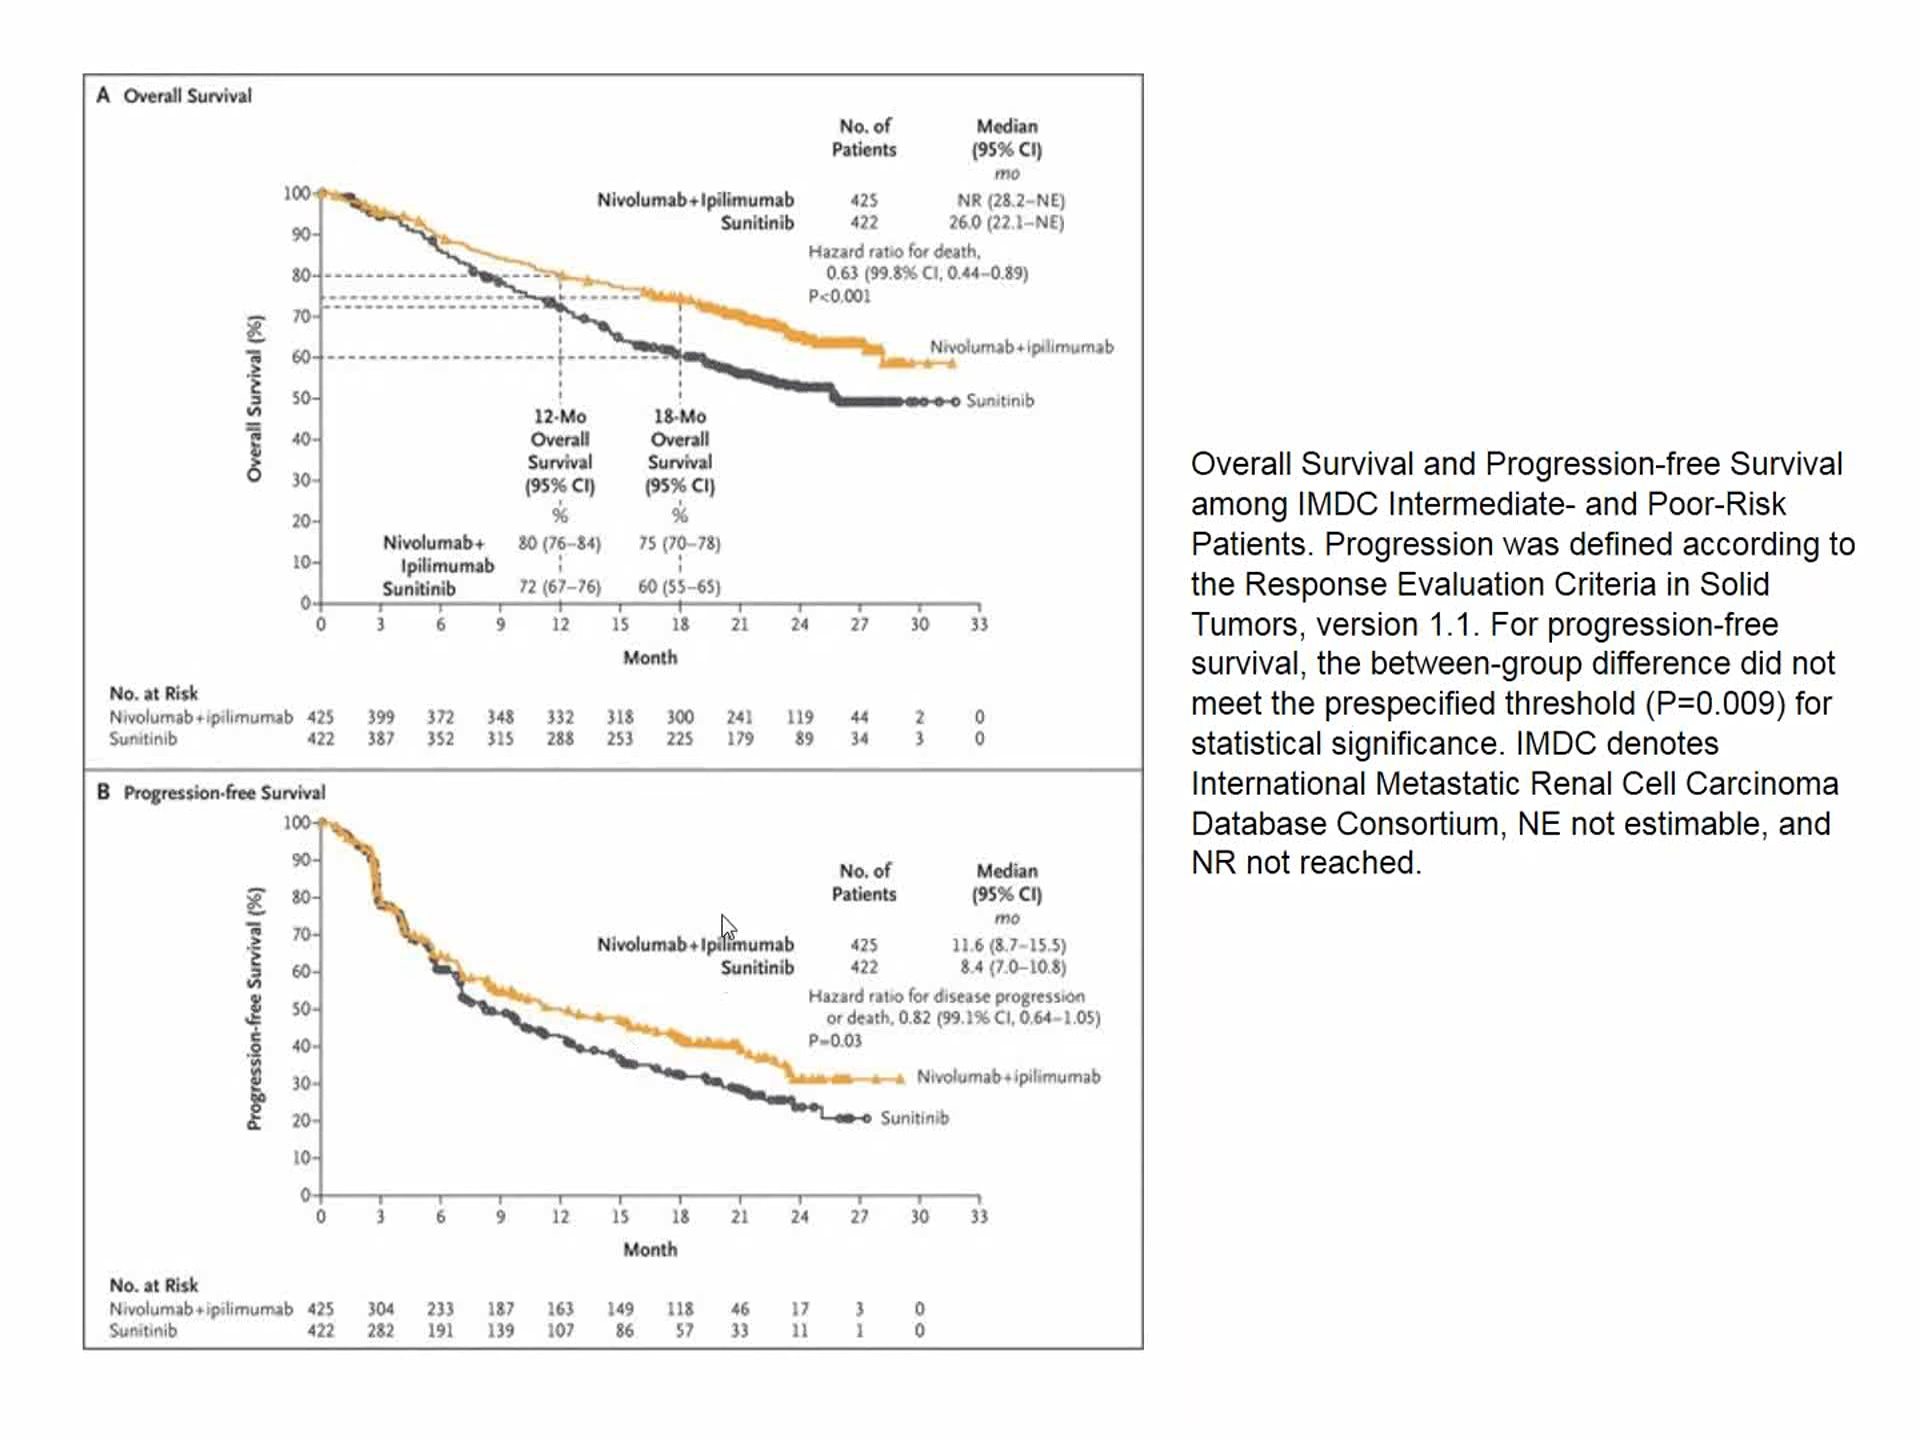 A Overall Survival
No. of Patients
Median (95% CI)
mo
Nivolumab+Ipilimumab 425 NR (28.2–NE)
Sunitinib 422 26.0 (22.1–NE)
Hazard ratio for death,
0.63 (99.8% CI, 0.44–0.89)
P<0.001
Overall Survival (%)
100
90
80
70
60
50
40
30
20
10
0
Nivolumab+ipilimumab
Sunitinib
12-Mo
Overall
Survival
(95% CI)
%
18-Mo
Overall
Survival
(95% CI)
%
Nivolumab+
Ipilimumab
80 (76–84) 75 (70–78)
Sunitinib 72 (67–76) 60 (55–65)
0 3 6 9 12 15 18 21 24 27 30 33
Month
No. at Risk
Nivolumab+ipilimumab 425 399 372 348 332 318 300 241 119 44 2 0
Sunitinib 422 387 352 315 288 253 225 179 89 34 3 0
B Progression-free Survival
No. of Patients
Median (95% CI)
mo
Nivolumab+Ipilimumab 425 11.6 (8.7–15.5)
Sunitinib 422 8.4 (7.0–10.8)
Hazard ratio for disease progression
or death, 0.82 (99.1% CI, 0.64–1.05)
P=0.03
Progression-free Survival (%)
100
90
80
70
60
50
40
30
20
10
0
Nivolumab+ipilimumab
Sunitinib
0 3 6 9 12 15 18 21 24 27 30 33
Month
No. at Risk
Nivolumab+ipilimumab 425 304 233 187 163 149 118 46 17 3 0
Sunitinib 422 282 191 139 107 86 57 33 11 1 0
Overall Survival and Progression-free Survival
among IMDC Intermediate- and Poor-Risk
Patients. Progression was defined according to
the Response Evaluation Criteria in Solid
Tumors, version 1.1. For progression-free
survival, the between-group difference did not
meet the prespecified threshold (P=0.009) for
statistical significance. IMDC denotes
International Metastatic Renal Cell Carcinoma
Database Consortium, NE not estimable, and
NR not reached.